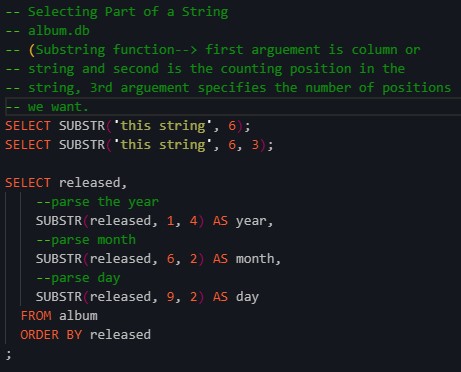 -- Selecting Part of a String
-- album.db
-- (Substring function--> first arguement is column or
-- string and second is the counting position in the
-- string, 3rd arguement specifies the number of positions
-- we want.
SELECT SUBSTR('this string', 6);
SELECT SUBSTR('this string', 6, 3);
SELECT released,
--parse the year
SUBSTR(released, 1, 4) AS year,
--parse month
SUBSTR(released, 6, 2) AS month,
--parse day
SUBSTR(released, 9, 2) AS day
FROM album
ORDER BY released
;